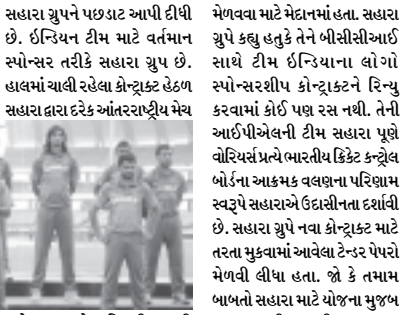 સહારા ગ્રુપને પછડાટ આપી દીધી
છે. ઇન્ડિયન ટીમ માટે વર્તમાન
સ્પોન્સર તરીકે સહારા ગ્રુપ છે.
હાલમાં ચાલી રહેલા કોન્ટ્રાક્ટ હેઠળ
સહારા દ્વારા દરેક આંતરરાષ્ટ્રીય મેચ
મેળવવા માટે મેદાનમાં હતા. સહારા
ગ્રુપે કહ્યુ હતુકે તેને બીસીસીઆઈ
સાથે ટીમ ઇન્ડિયાના લોગો
સ્પોન્સરશીપ કોન્ટ્રાક્ટને રિન્યુ
કરવામાં કોઈ પણ રસ નથી. તેની
આઈપીએલની ટીમ સહારા પૂણે
વોરિયર્સ પ્રત્યે ભારતીય ક્રિકેટ કન્ટ્રોલ
બોર્ડના આક્રમક વલણના પરિણામ
સ્વરૂપે સહારાએ ઉદાસીનતા દર્શાવી
છે. સહારા ગ્રુપે નવા કોન્ટ્રાક્ટ માટે
તરતા મુકવામાં આવેલા ટેન્ડર પેપરો
મેળવી લીધા હતા. જો કે તમામ
બાબતો સહારા માટે યોજના મુજબ